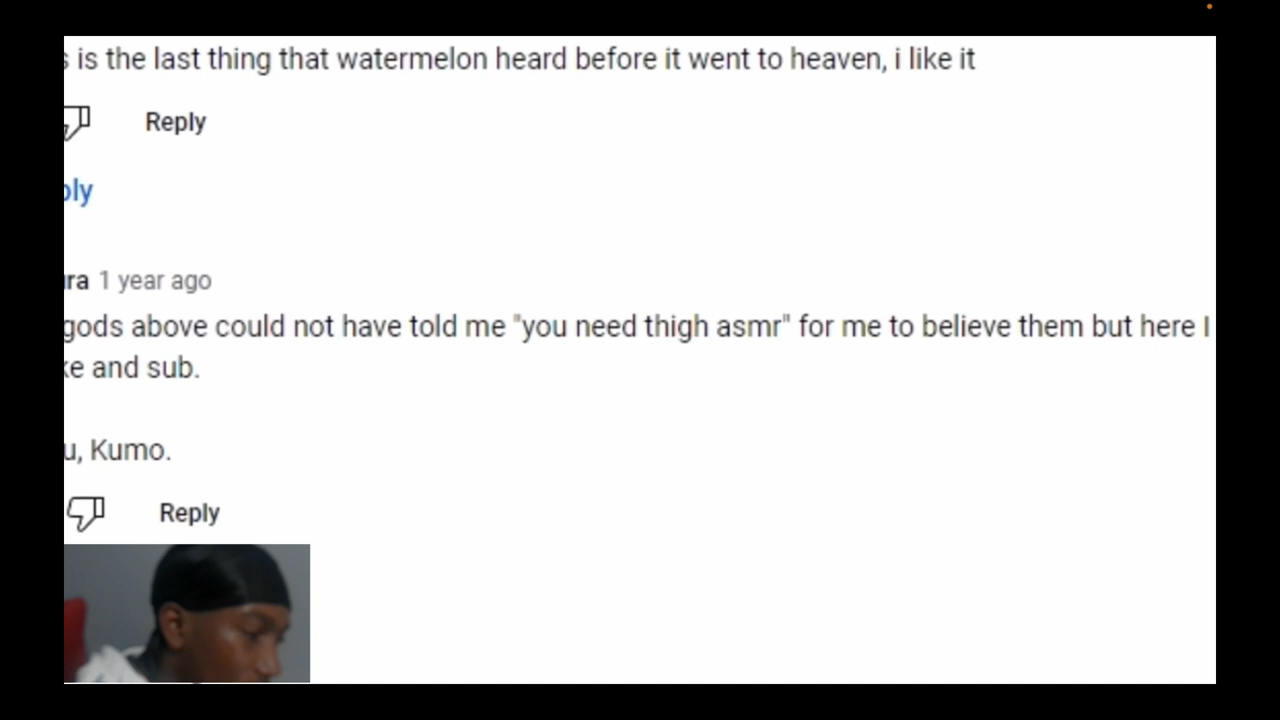 s is the last thing that watermelon heard before it went to heaven, i like it
Reply
ply
ura 1 year ago
gods above could not have told me "you need thigh asmr" for me to believe them but here I
ke and sub.
u, Kumo.
Reply